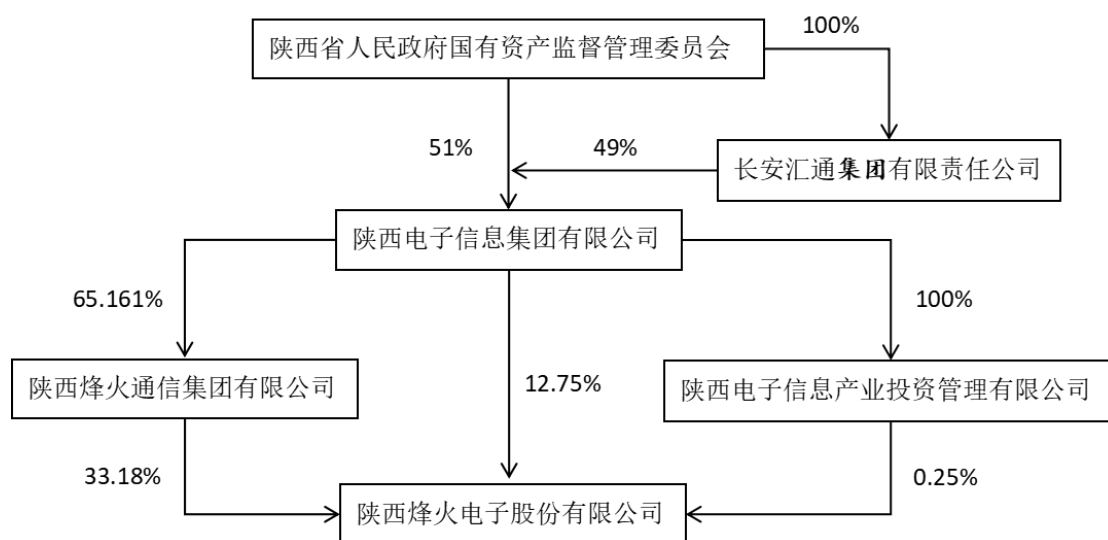 陕西省人民政府国有资产监督管理委员会
100%
51%
49%
长安汇通集团有限责任公司
陕西电子信息集团有限公司
65.161%
100%
陕西烽火通信集团有限公司
12.75%
陕西电子信息产业投资管理有限公司
33.18%
0.25%
陕西烽火电子股份有限公司